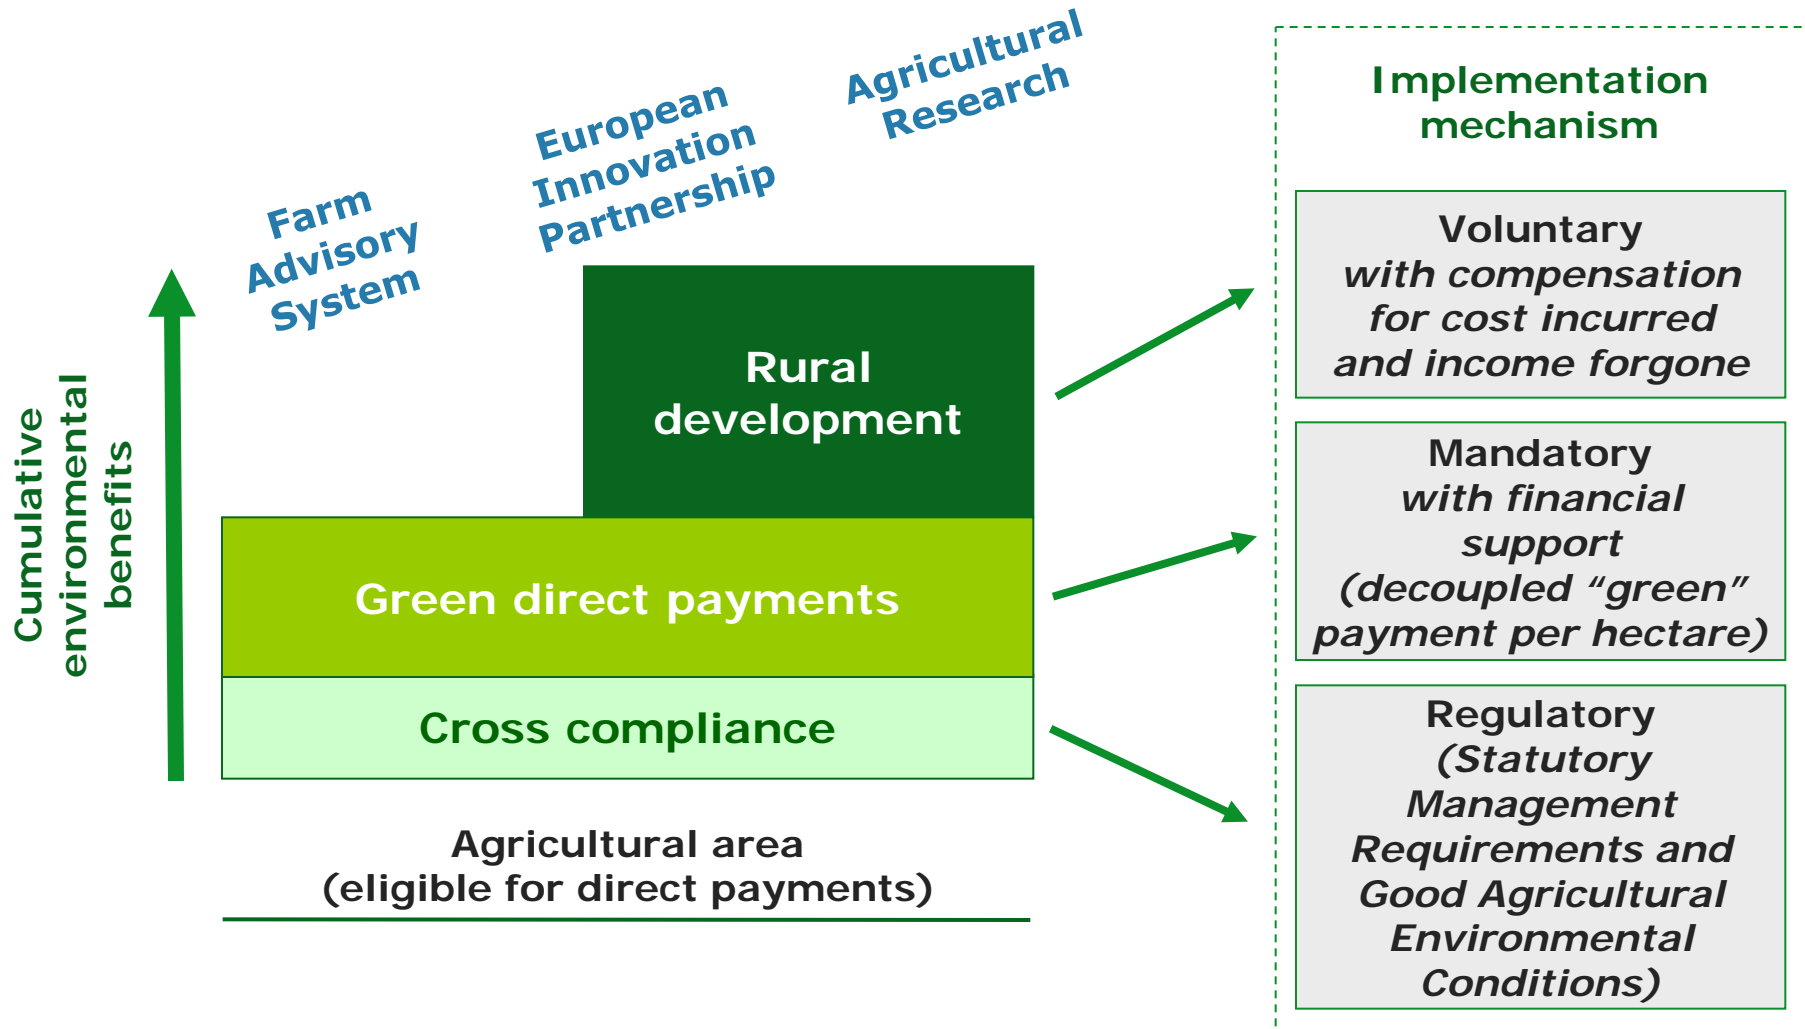 Farm
Advisory
System
European
Innovation
Partnership
Agricultural
Research
Cumulative
environmental
benefits
Rural
development
Green direct payments
Cross compliance
Agricultural area
(eligible for direct payments)
Implementation
mechanism
Voluntary
with compensation
for cost incurred
and income forgone
Mandatory
with financial
support
(decoupled “green”
payment per hectare)
Regulatory
(Statutory
Management
Requirements and
Good Agricultural
Environmental
Conditions)